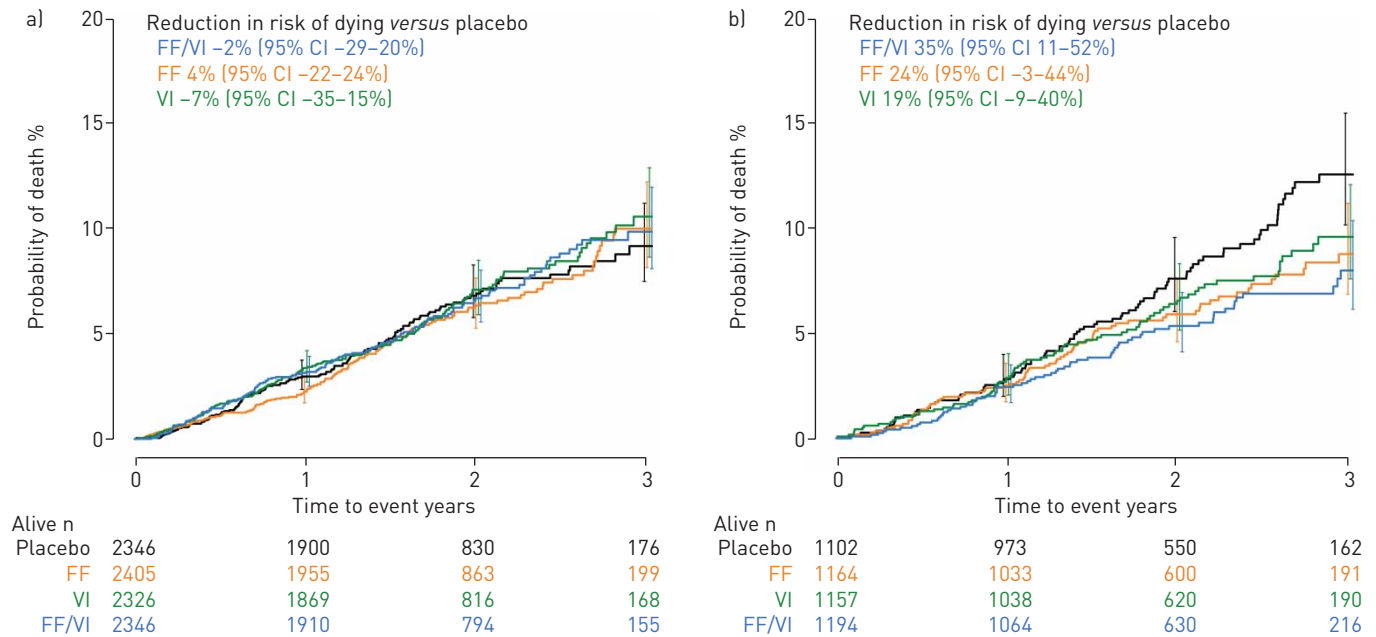 a)
Reduction in risk of dying versus placebo
FF/VI –2% (95% CI –29–20%)
FF 4% (95% CI –22–24%)
VI –7% (95% CI –35–15%)
Probability of death %
20
15
10
5
0
0 1 2 3
Time to event years
Alive n
Placebo 2346 1900 830 176
FF 2405 1955 863 199
VI 2326 1869 816 168
FF/VI 2346 1910 794 155
b)
Reduction in risk of dying versus placebo
FF/VI 35% (95% CI 11–52%)
FF 24% (95% CI –3–44%)
VI 19% (95% CI –9–40%)
Probability of death %
20
15
10
5
0
0 1 2 3
Time to event years
Alive n
Placebo 1102 973 550 162
FF 1164 1033 600 191
VI 1157 1038 620 190
FF/VI 1194 1064 630 216